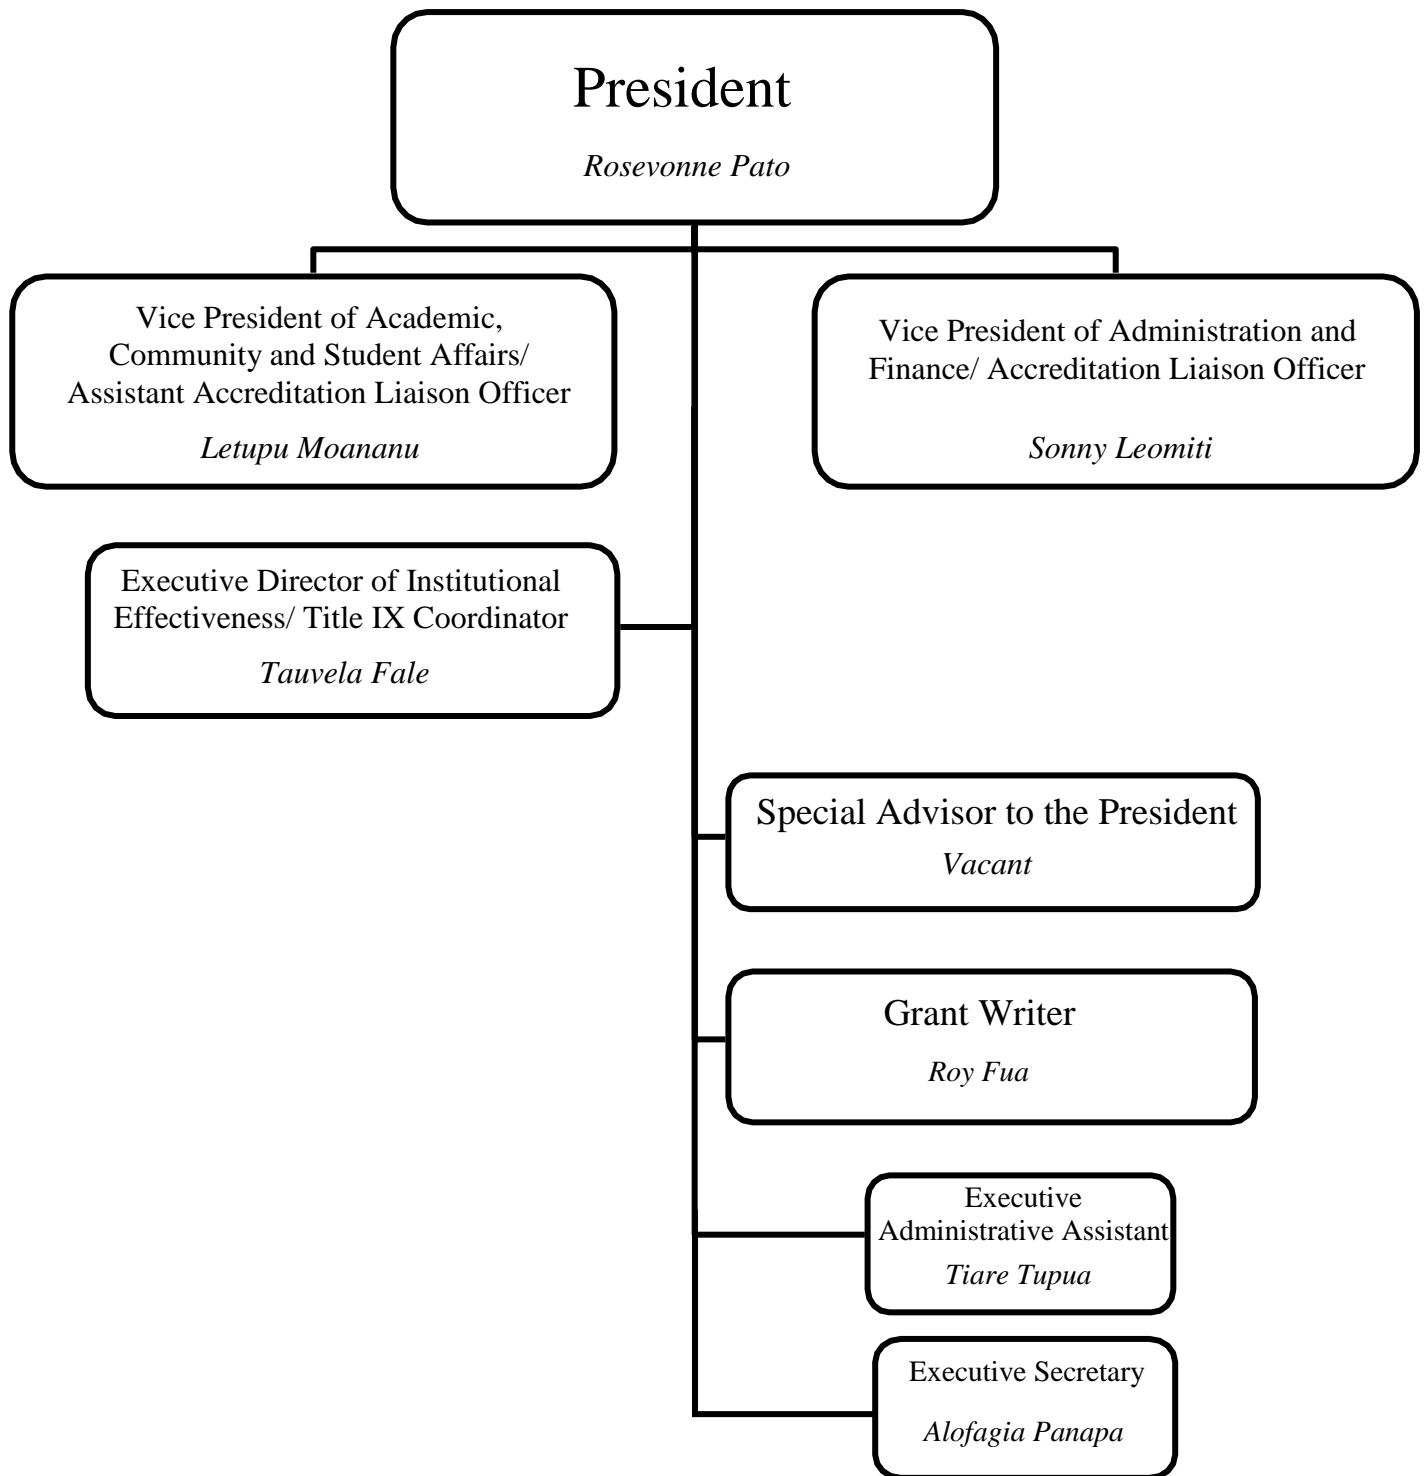 President
Rosevonne Pato
Vice President of Academic,
Community and Student Affairs/
Assistant Accreditation Liaison Officer
Letupu Moananu
Vice President of Administration and
Finance/ Accreditation Liaison Officer
Sonny Leomiti
Executive Director of Institutional
Effectiveness/ Title IX Coordinator
Tauvela Fale
Special Advisor to the President
Vacant
Grant Writer
Roy Fua
Executive
Administrative Assistant
Tiare Tupua
Executive Secretary
Alofagia Panapa